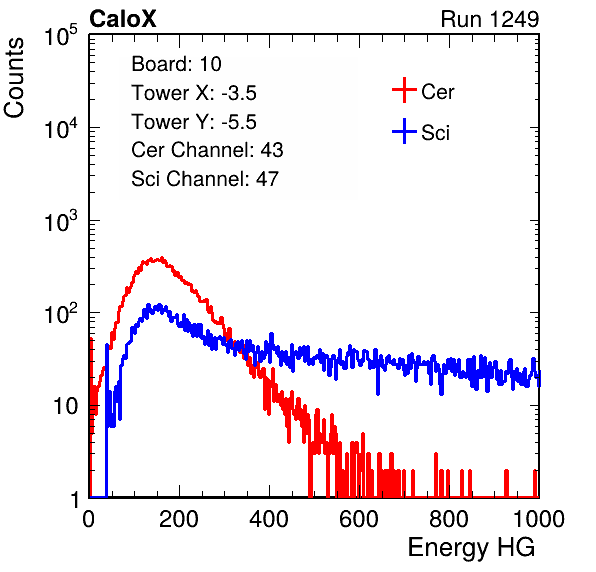 CaloX Run 1249
Counts
Board: 10
Tower X: -3.5
Tower Y: -5.5
Cer Channel: 43
Sci Channel: 47
Cer
Sci
10^5
10^4
10^3
10^2
10
1
0 200 400 600 800 1000
Energy HG